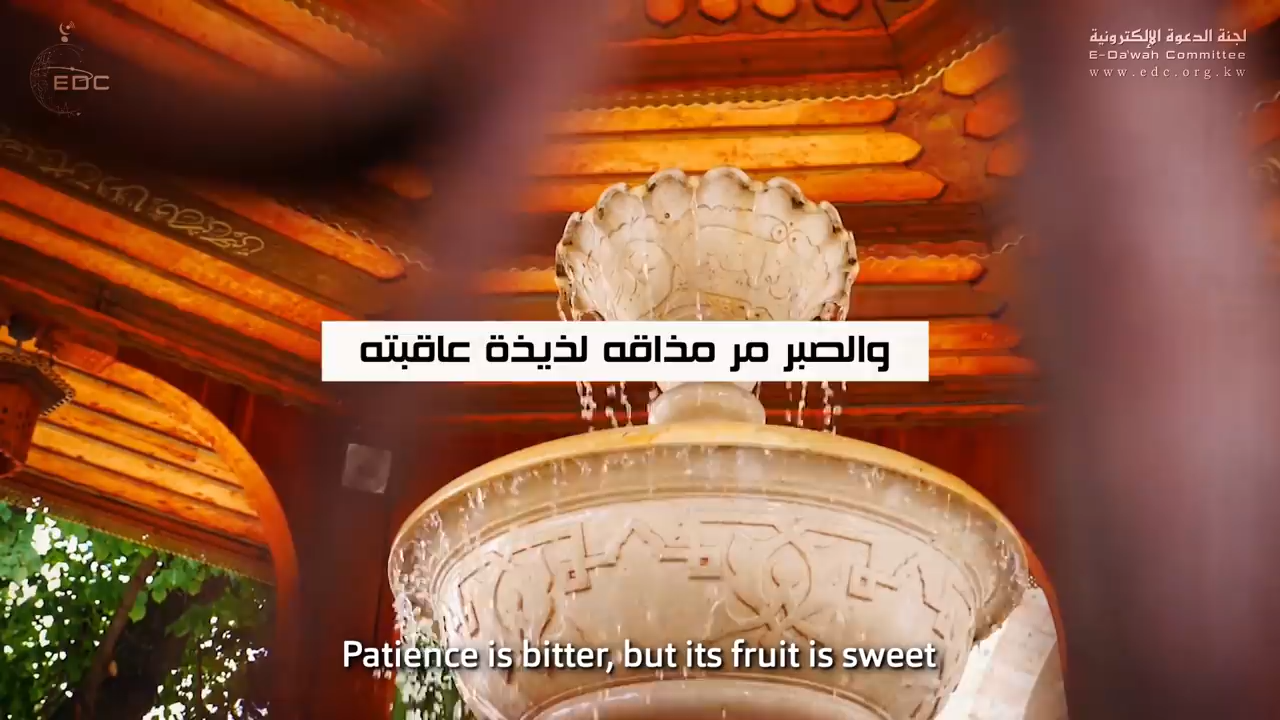 EDC
لجنة الدعوة الإلكترونية
E-Da'wah Committee
www.edc.org.kw
والصبر مر مذاقه لذيذة عاقبته
Patience is bitter, but its fruit is sweet